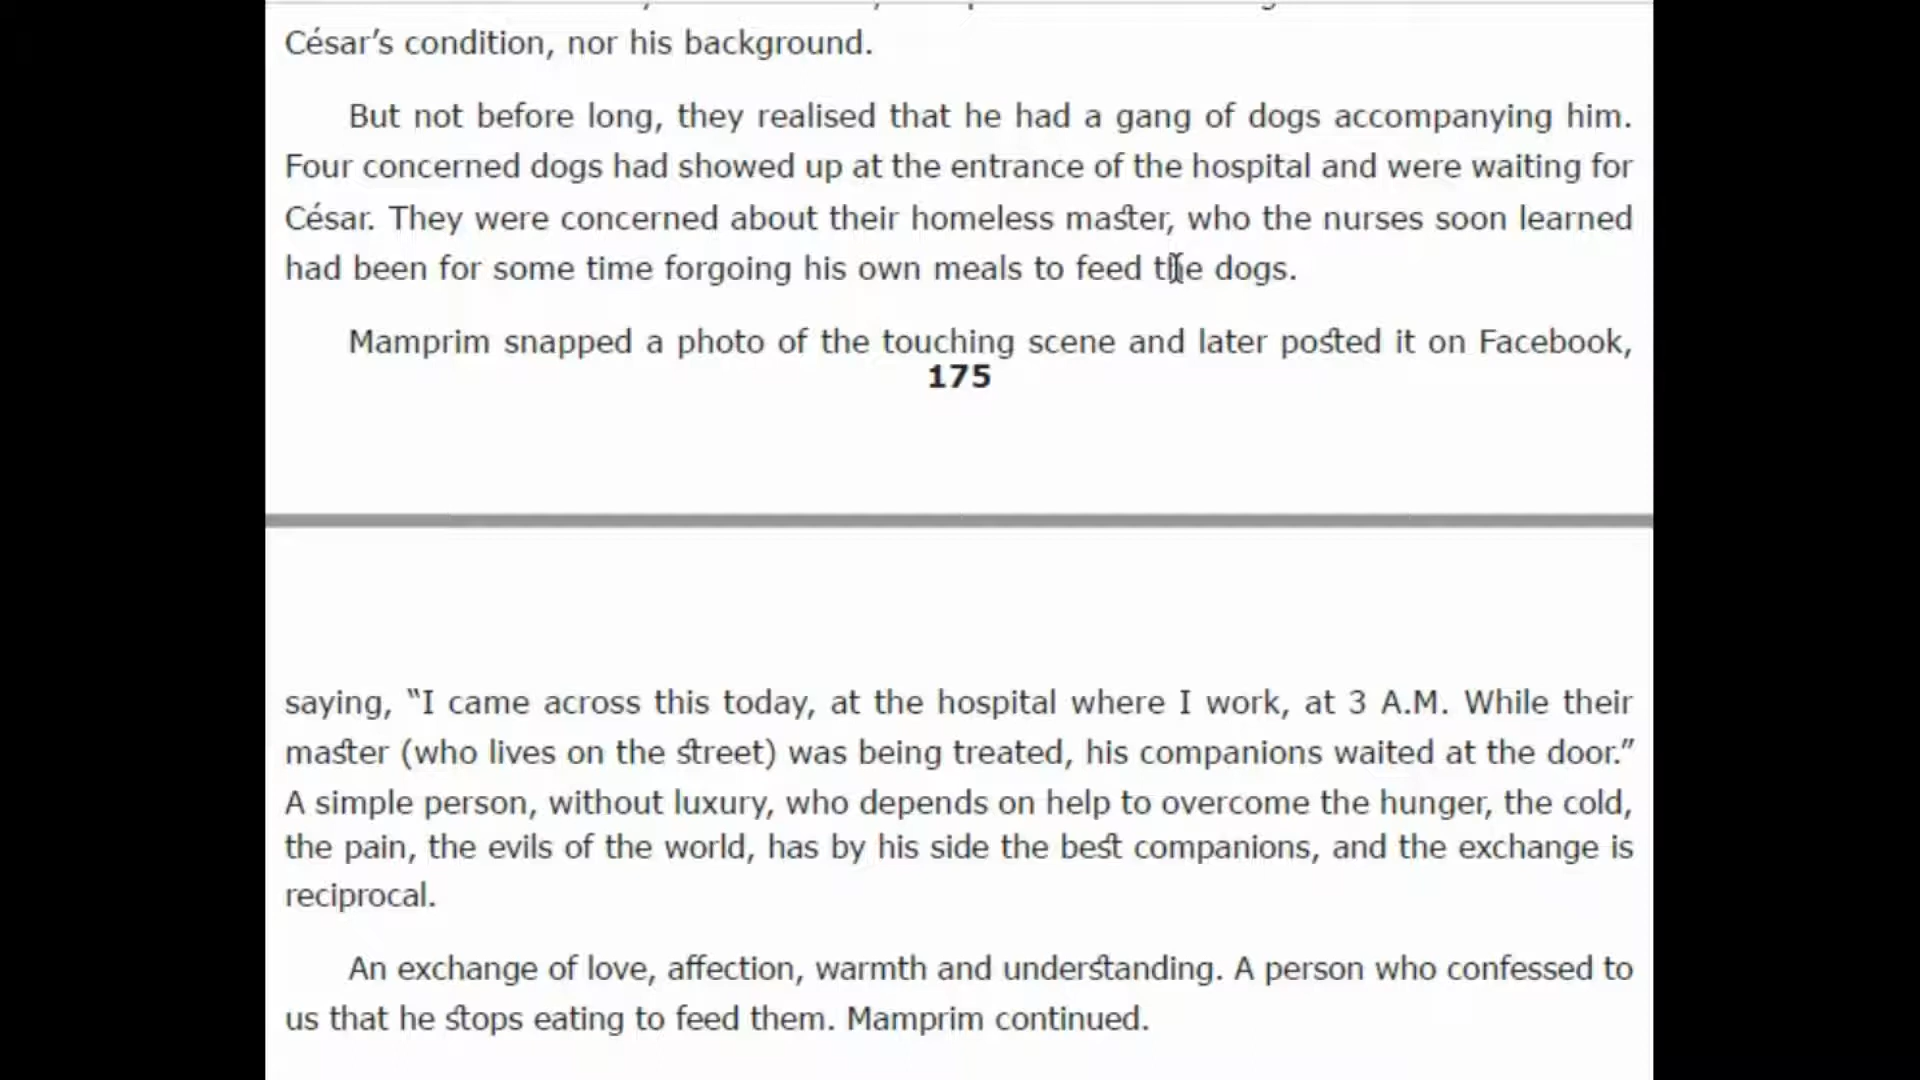 César’s condition, nor his background.
But not before long, they realised that he had a gang of dogs accompanying him.
Four concerned dogs had showed up at the entrance of the hospital and were waiting for
César. They were concerned about their homeless master, who the nurses soon learned
had been for some time forgoing his own meals to feed the dogs.
Mamprim snapped a photo of the touching scene and later posted it on Facebook,
175
saying, “I came across this today, at the hospital where I work, at 3 A.M. While their
master (who lives on the street) was being treated, his companions waited at the door.”
A simple person, without luxury, who depends on help to overcome the hunger, the cold,
the pain, the evils of the world, has by his side the best companions, and the exchange is
reciprocal.
An exchange of love, affection, warmth and understanding. A person who confessed to
us that he stops eating to feed them. Mamprim continued.